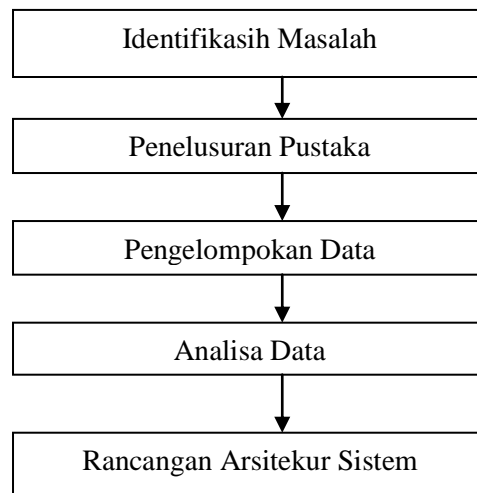 Identifikasih Masalah
Penelusuran Pustaka
Pengelompokan Data
Analisa Data
Rancangan Arsitekur Sistem